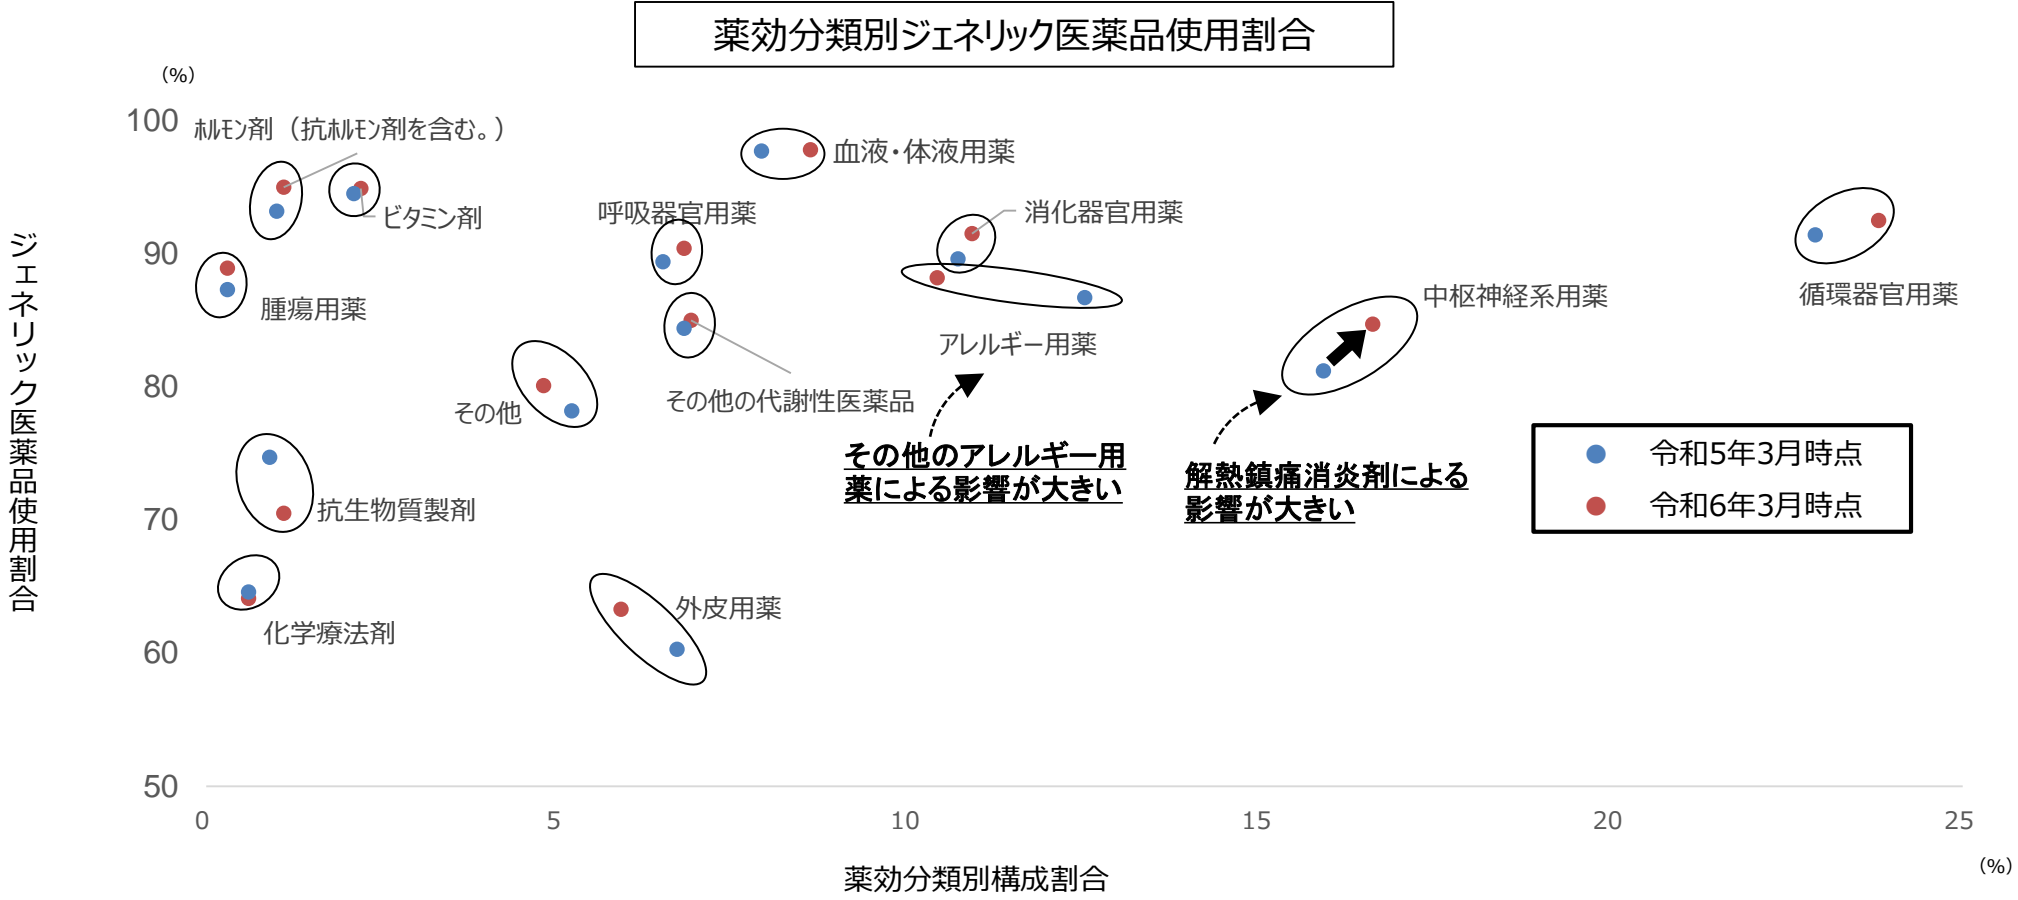 薬効分類別ジェネリック医薬品使用割合
(%)
100
90
80
70
60
50
ジェネリック医薬品使用割合
ホルモン剤（抗ホルモン剤を含む。）
ビタミン剤
腫瘍用薬
血液・体液用薬
呼吸器官用薬
消化器官用薬
アレルギー用薬
中枢神経系用薬
循環器官用薬
その他の代謝性医薬品
その他
抗生物質製剤
化学療法剤
外皮用薬
その他のアレルギー用
薬による影響が大きい
解熱鎮痛消炎剤による
影響が大きい
令和5年3月時点
令和6年3月時点
0
5
10
15
20
25
(%)
薬効分類別構成割合